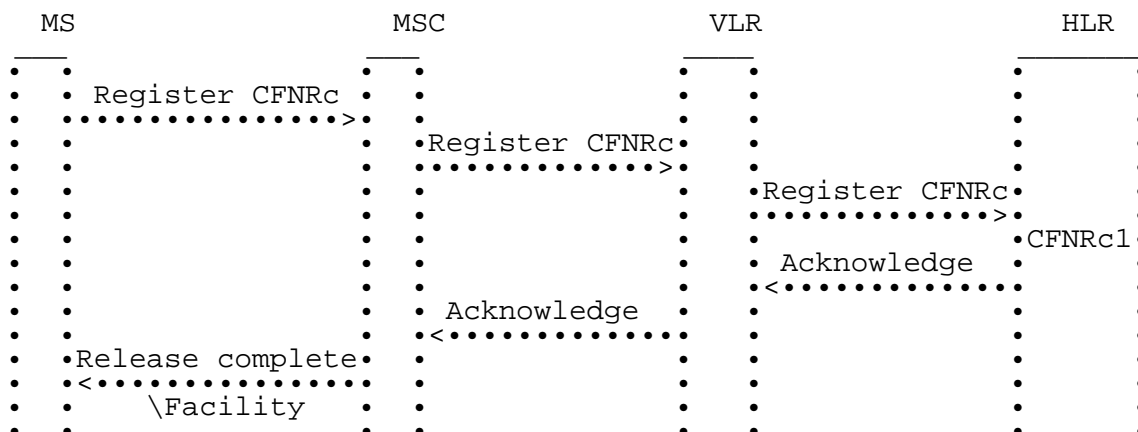 MS MSC VLR HLR
Register CFNRc
Register CFNRc
Register CFNRc
CFNRc1
Acknowledge
Acknowledge
Release complete
\Facility